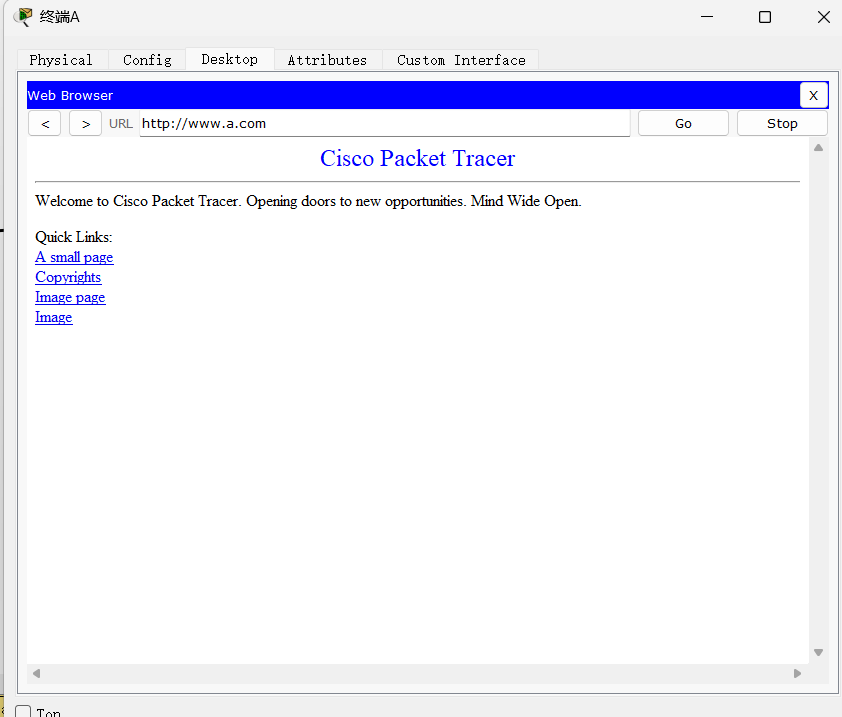 终端A
Physical Config Desktop Attributes Custom Interface
Web Browser X
< > URL http://www.a.com Go Stop
Cisco Packet Tracer
Welcome to Cisco Packet Tracer. Opening doors to new opportunities. Mind Wide Open.
Quick Links:
A small page
Copyrights
Image page
Image
Top